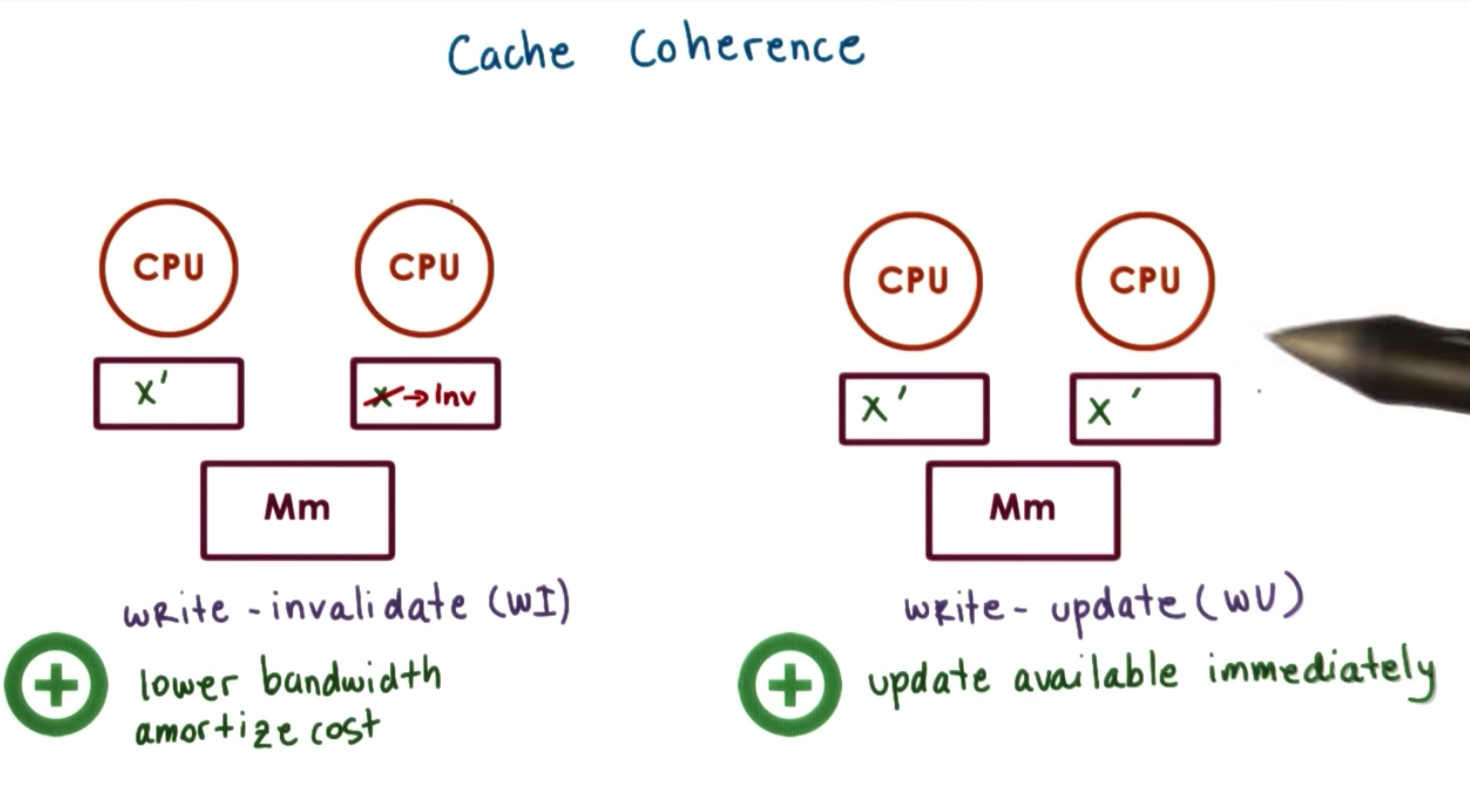 Cache Coherence
CPU
CPU
X'
x → Inv
Mm
write-invalidate (WI)
lower bandwidth
amortize cost
CPU
CPU
X'
X'
Mm
write-update (WU)
update available immediately